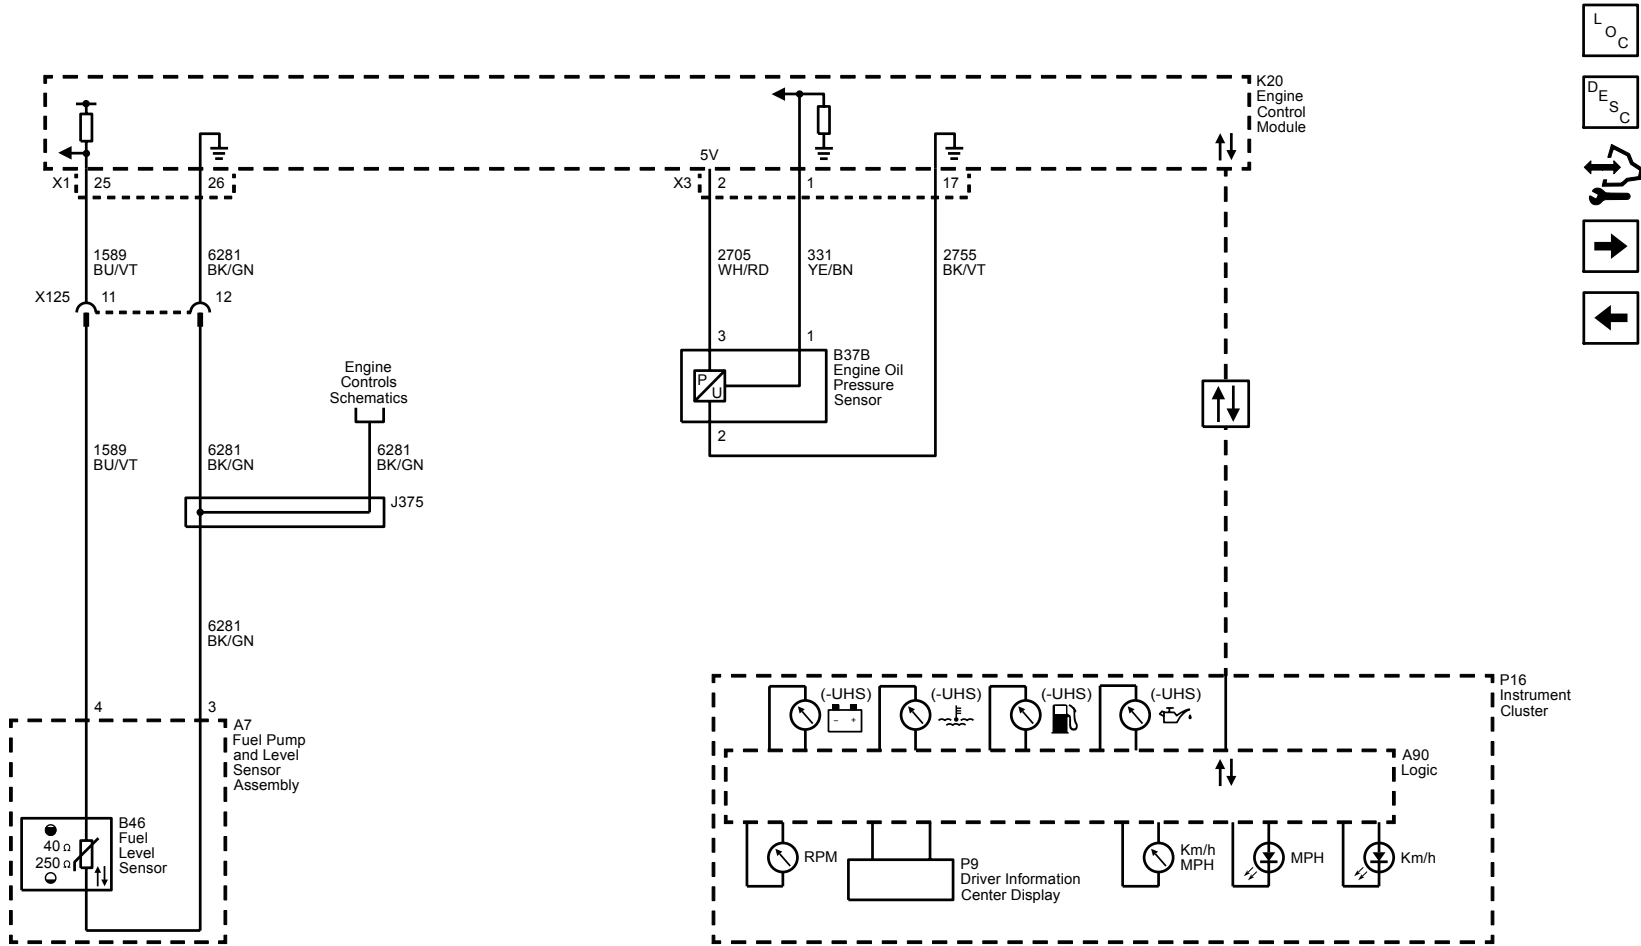 L
O
C
D
E
S
C
K20
Engine
Control
Module
5V
X1 25 26
X3 2 1 17
1589
BU/VT
6281
BK/GN
2705
WH/RD
331
YE/BN
2755
BK/VT
X125 11 12
3 1
B37B
Engine Oil
Pressure
Sensor
P
U
2
Engine
Controls
Schematics
1589
BU/VT
6281
BK/GN
6281
BK/GN
J375
6281
BK/GN
4 3
A7
Fuel Pump
and Level
Sensor
Assembly
B46
Fuel
Level
Sensor
40 Ω
250 Ω
P16
Instrument
Cluster
(-UHS) (-UHS) (-UHS) (-UHS)
- +
A90
Logic
RPM
P9
Driver Information
Center Display
Km/h
MPH
MPH
Km/h